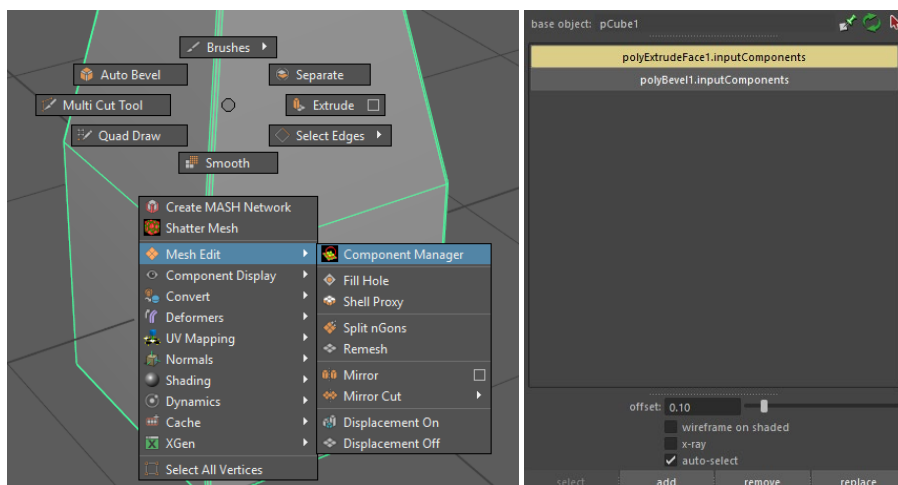 Brushes
Auto Bevel
Separate
Multi Cut Tool
Extrude
Quad Draw
Select Edges
Smooth
Create MASH Network
Shatter Mesh
Mesh Edit
Component Display
Convert
Deformers
UV Mapping
Normals
Shading
Dynamics
Cache
XGen
Select All Vertices
Component Manager
Fill Hole
Shell Proxy
Split nGons
Remesh
Mirror
Mirror Cut
Displacement On
Displacement Off
base object: pCube1
polyExtrudeFace1.inputComponents
polyBevel1.inputComponents
offset: 0.10
wireframe on shaded
x-ray
auto-select
select add remove replace